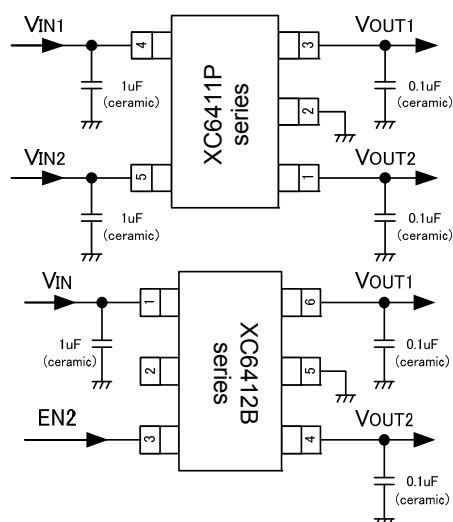 VIN1
4
3
VOUT1
1uF
(ceramic)
XC6411P
series
2
0.1uF
(ceramic)
VIN2
5
1
VOUT2
1uF
(ceramic)
0.1uF
(ceramic)
VIN
1
6
VOUT1
1uF
(ceramic)
2
XC6412B
series
5
0.1uF
(ceramic)
EN2
3
4
VOUT2
0.1uF
(ceramic)